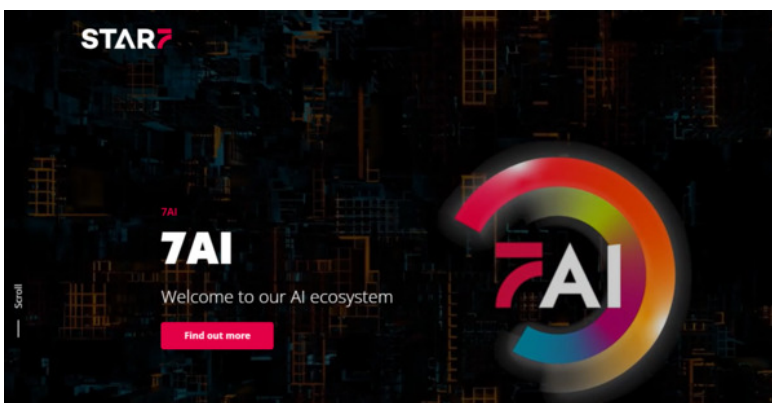 STAR7
7AI
7AI
Welcome to our AI ecosystem
Find out more
Scroll
7AI